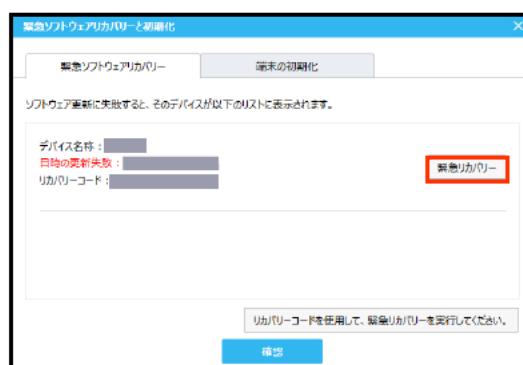 緊急ソフトウェアリカバリーと初期化
緊急ソフトウェアリカバリー
端末の初期化
ソフトウェア更新に失敗すると、そのデバイスが以下のリストに表示されます。
デバイス名称:
日時の更新失敗:
リカバリーコード:
緊急リカバリー
リカバリーコードを使用して、緊急リカバリーを実行してください。
確認